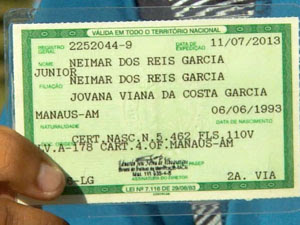 VÁLIDA EM TODO O TERRITÓRIO NACIONAL
REGISTRO GERAL 2252044-9 DATA DE EXPEDIÇÃO 11/07/2013
NEIMAR DOS REIS GARCIA
JUNIOR
FILIAÇÃO NEIMAR DOS REIS GARCIA
JOVANA VIANA DA COSTA GARCIA
MANAUS-AM 06/06/1993
NATURALIDADE DATA DE NASCIMENTO
CERT.NASC.N.5.462 FLS.110V
LV.A-178 CART.4.OF.MANAUS-AM
-LG 2A. VIA
ASSINATURA DO DIRETOR
LEI Nº 7.116 DE 29/08/83